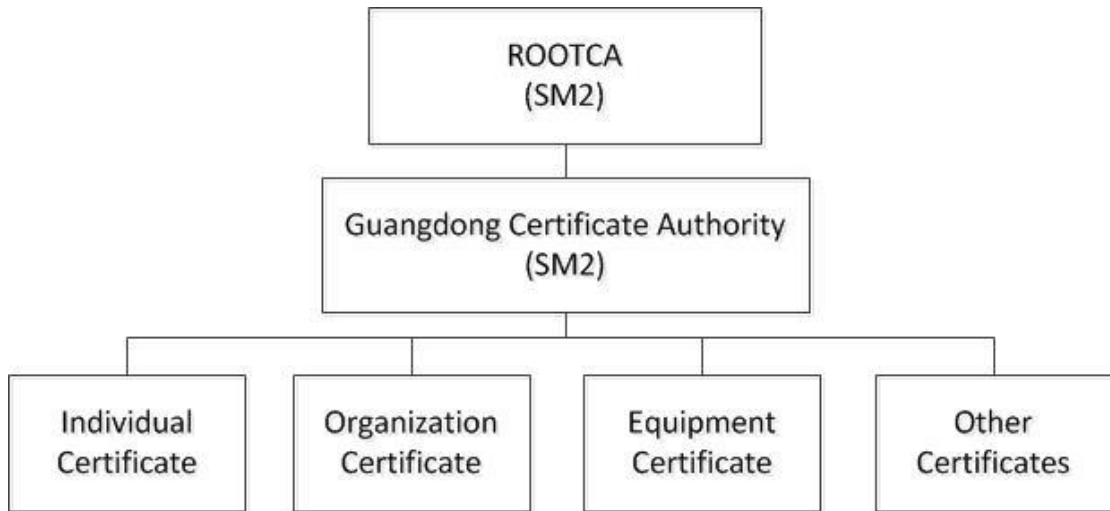 ROOTCA
(SM2)
Guangdong Certificate Authority
(SM2)
Individual
Certificate
Organization
Certificate
Equipment
Certificate
Other
Certificates